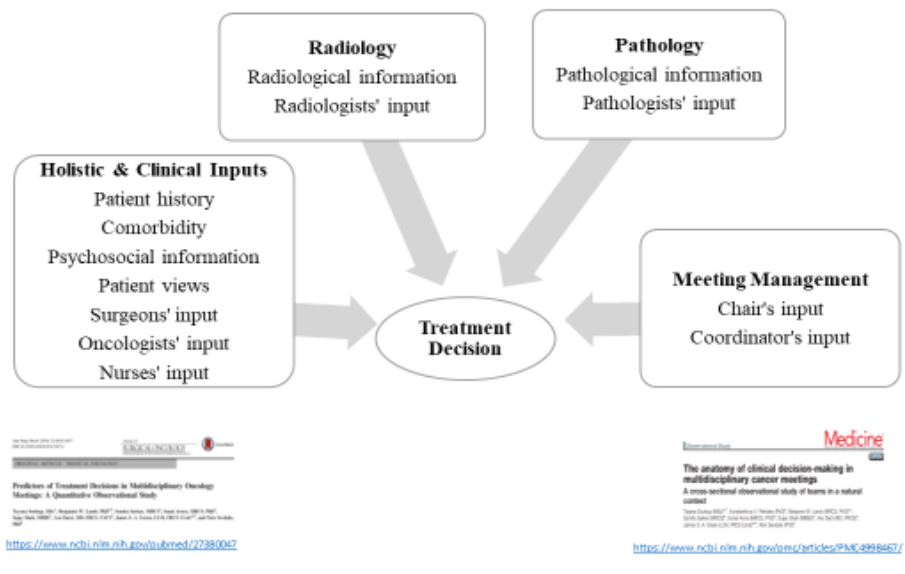 Radiology
Radiological information
Radiologists' input
Pathology
Pathological information
Pathologists' input
Holistic & Clinical Inputs
Patient history
Comorbidity
Psychosocial information
Patient views
Surgeons' input
Oncologists' input
Nurses' input
Meeting Management
Chair's input
Coordinator's input
Treatment
Decision
SURGICAL ONCOLOGY
Predictors of Treatment Decisions in Multidisciplinary Oncology
Meetings: A Quantitative Observational Study
https://www.ncbi.nlm.nih.gov/pubmed/27380047
Observational Study
Medicine
The anatomy of clinical decision-making in
multidisciplinary cancer meetings
A cross-sectional observational study of teams in a natural
context
https://www.ncbi.nlm.nih.gov/pmc/articles/PMC4998467/